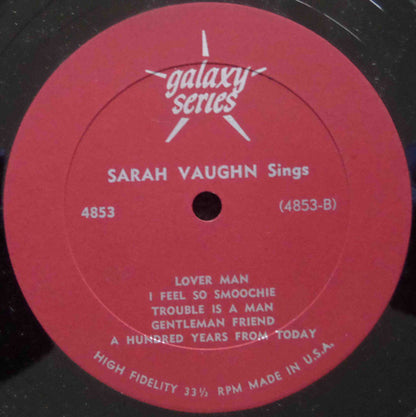 galaxy
series
SARAH VAUGHN Sings
4853 (4853-B)
LOVER MAN
I FEEL SO SMOOCHIE
TROUBLE IS A MAN
GENTLEMAN FRIEND
A HUNDRED YEARS FROM TODAY
HIGH FIDELITY 33⅓ RPM MADE IN U.S.A.